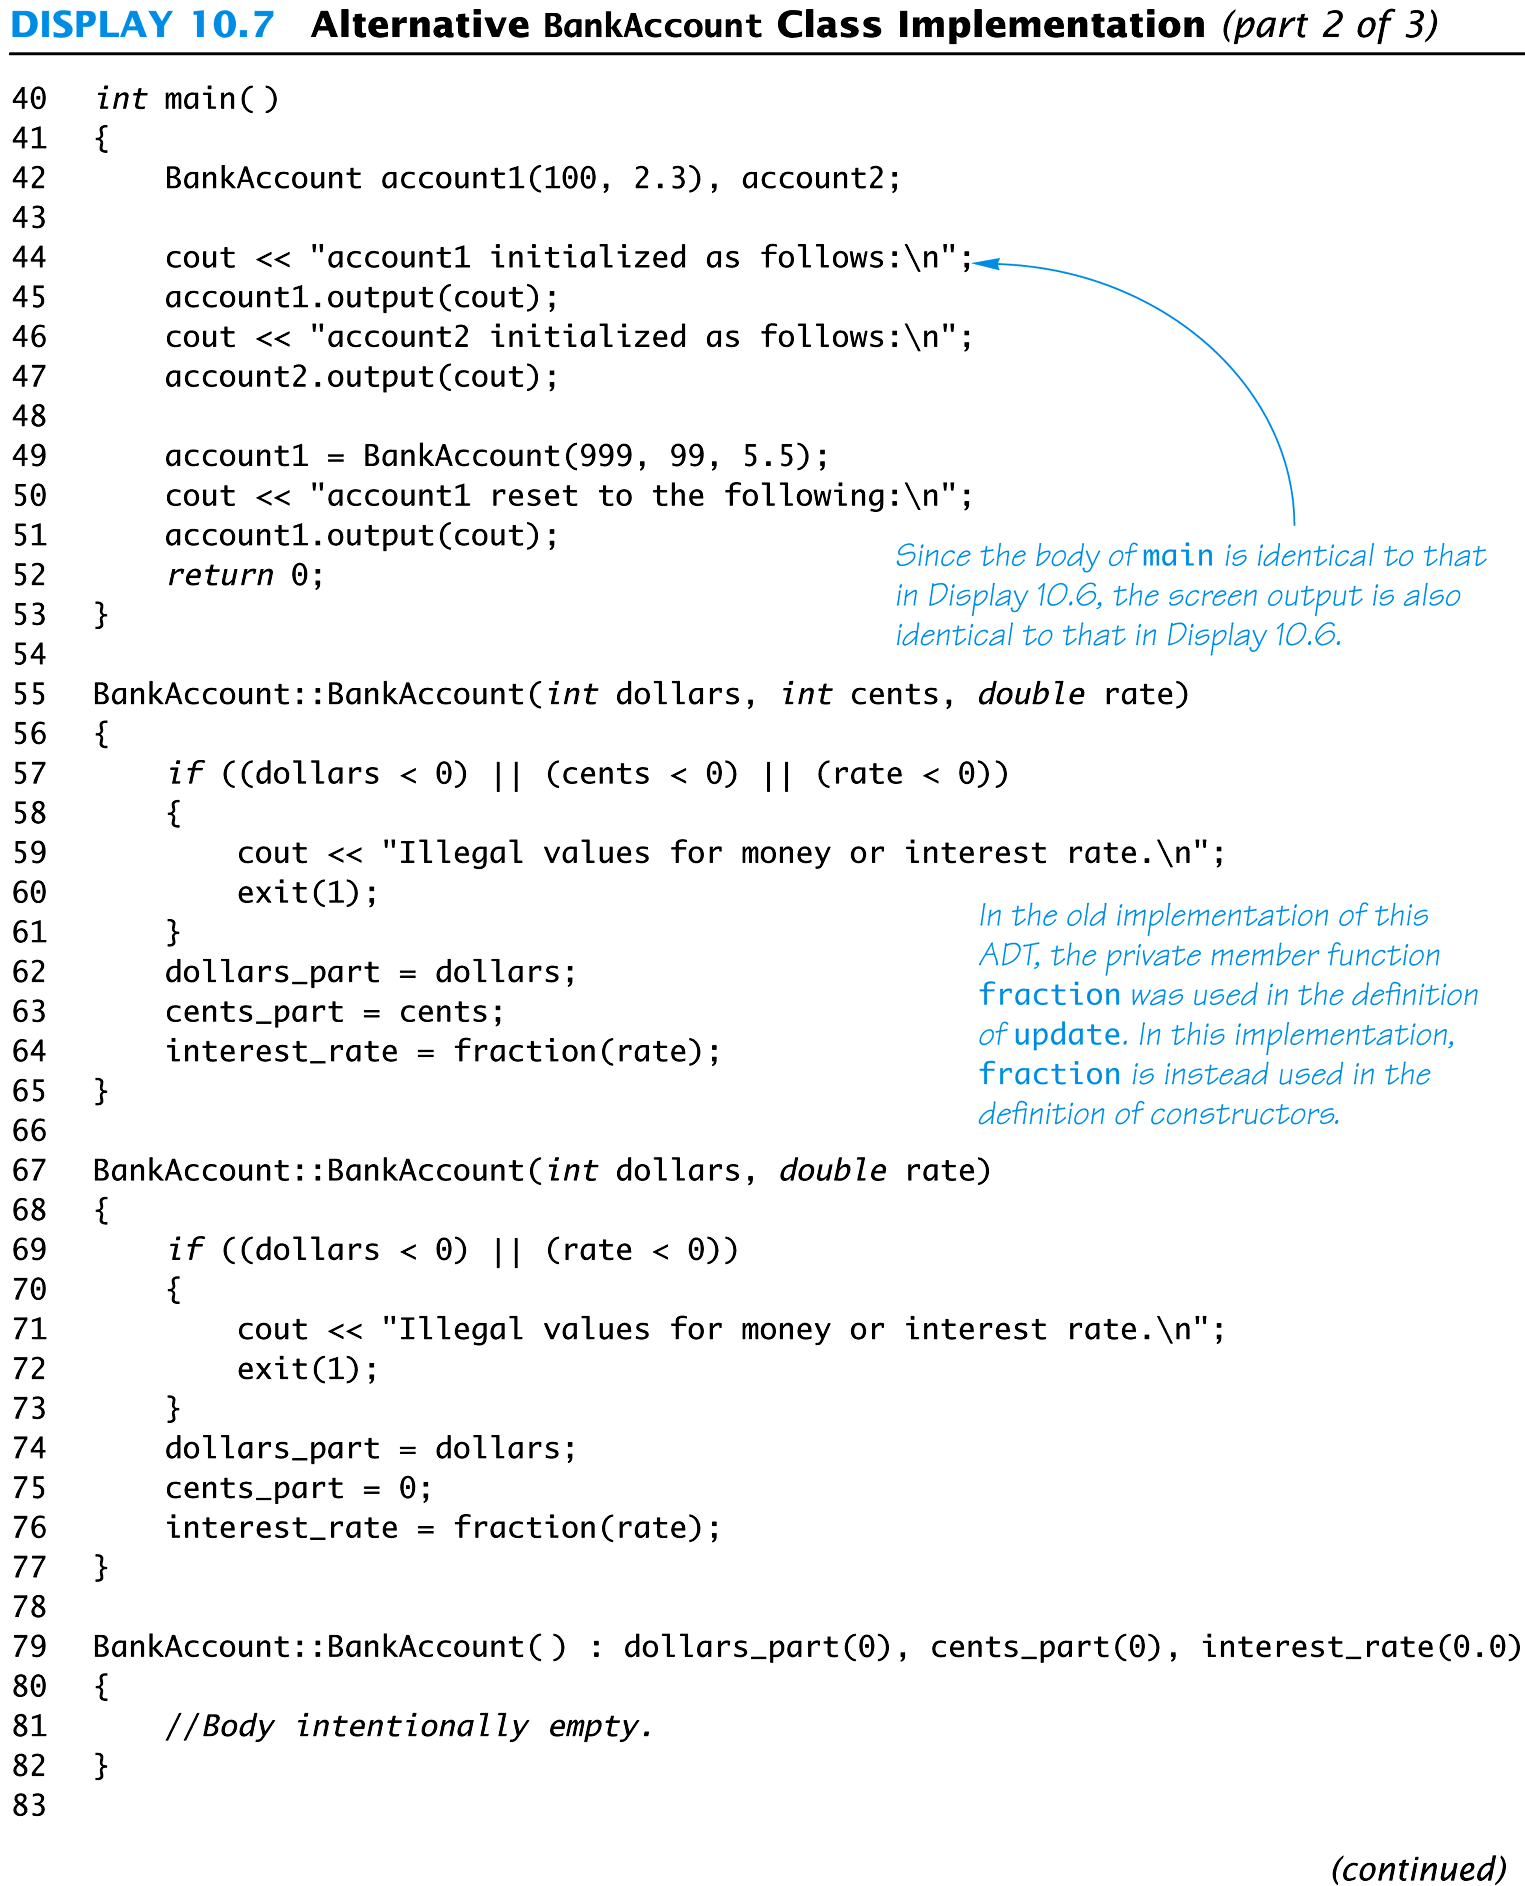 DISPLAY 10.7 Alternative BankAccount Class Implementation (part 2 of 3)
40 int main( )
41 {
42 BankAccount account1(100, 2.3), account2;
43
44 cout << "account1 initialized as follows:\n";
45 account1.output(cout);
46 cout << "account2 initialized as follows:\n";
47 account2.output(cout);
48
49 account1 = BankAccount(999, 99, 5.5);
50 cout << "account1 reset to the following:\n";
51 account1.output(cout);
52 return 0;
53 }
Since the body of main is identical to that
in Display 10.6, the screen output is also
identical to that in Display 10.6.
54
55 BankAccount::BankAccount(int dollars, int cents, double rate)
56 {
57 if ((dollars < 0) || (cents < 0) || (rate < 0))
58 {
59 cout << "Illegal values for money or interest rate.\n";
60 exit(1);
61 }
62 dollars_part = dollars;
63 cents_part = cents;
64 interest_rate = fraction(rate);
65 }
In the old implementation of this
ADT, the private member function
fraction was used in the definition
of update. In this implementation,
fraction is instead used in the
definition of constructors.
66
67 BankAccount::BankAccount(int dollars, double rate)
68 {
69 if ((dollars < 0) || (rate < 0))
70 {
71 cout << "Illegal values for money or interest rate.\n";
72 exit(1);
73 }
74 dollars_part = dollars;
75 cents_part = 0;
76 interest_rate = fraction(rate);
77 }
78
79 BankAccount::BankAccount( ) : dollars_part(0), cents_part(0), interest_rate(0.0)
80 {
81 //Body intentionally empty.
82 }
83
(continued)